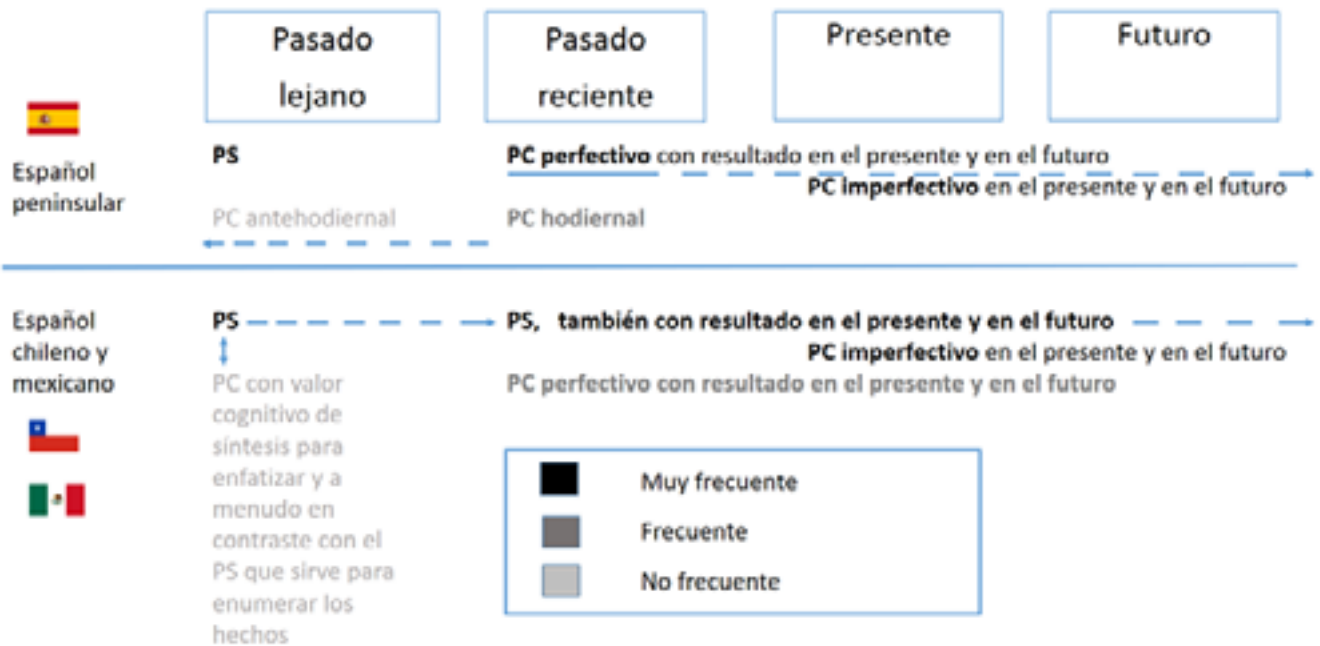 Pasado
lejano
Pasado
reciente
Presente
Futuro
Español
peninsular
PS
PC perfectivo con resultado en el presente y en el futuro
PC imperfectivo en el presente y en el futuro
PC antehodiernal
PC hodiernal
Español
chileno y
mexicano
PS
PS, también con resultado en el presente y en el futuro
PC imperfectivo en el presente y en el futuro
PC con valor
cognitivo de
síntesis para
enfatizar y a
menudo en
contraste con el
PS que sirve para
enumerar los
hechos
PC perfectivo con resultado en el presente y en el futuro
Muy frecuente
Frecuente
No frecuente